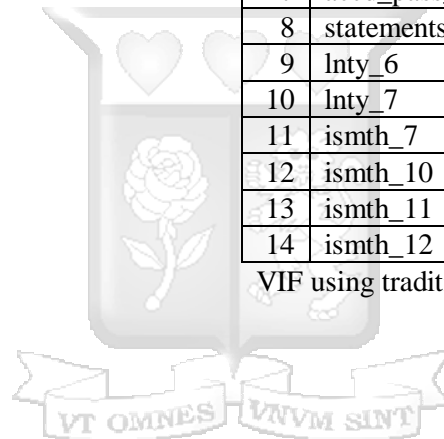 8 statements
9 lnty_6
10 lnty_7
11 ismth_7
12 ismth_10
13 ismth_11
14 ismth_12
VIF using tradit
VT OMNES VNVM SINT